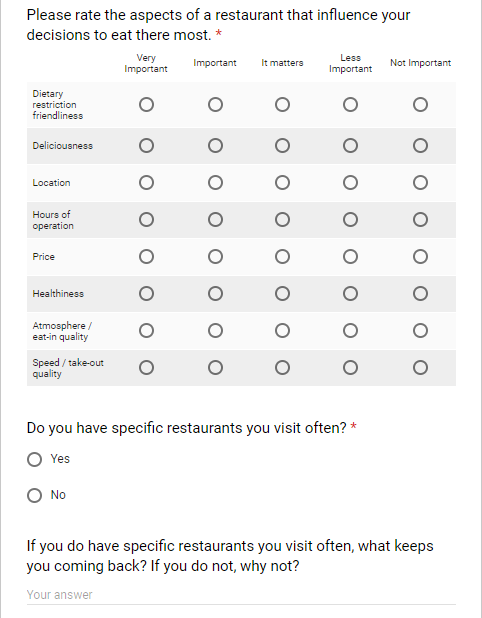 Please rate the aspects of a restaurant that influence your
decisions to eat there most. *
Very
Important
Important
It matters
Less
Important
Not Important
Dietary
restriction
friendliness
Deliciousness
Location
Hours of
operation
Price
Healthiness
Atmosphere /
eat-in quality
Speed / take-out
quality
Do you have specific restaurants you visit often? *
Yes
No
If you do have specific restaurants you visit often, what keeps
you coming back? If you do not, why not?
Your answer